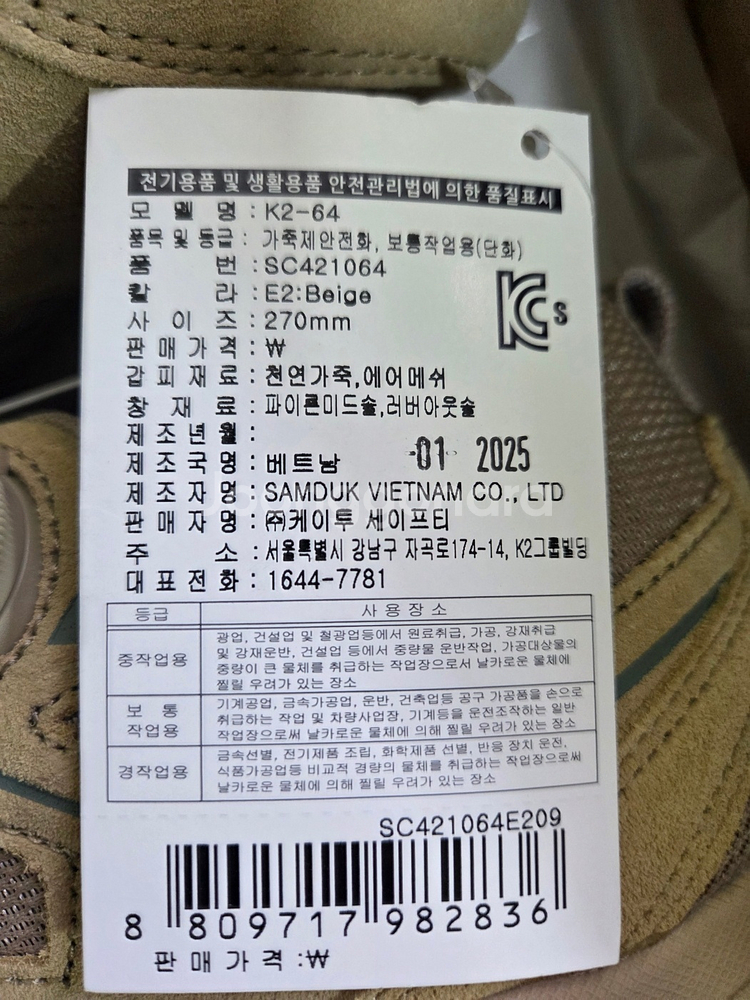 전기용품 및 생활용품 안전관리법에 의한 품질표시
모 델 명 : K2-64
품목 및 등급 : 가죽제안전화, 보통작업용(단화)
품 번 : SC421064
칼 라 : E2:Beige
사 이 즈 : 270mm
판 매 가 격 : ₩
갑 피 재 료 : 천연가죽,에어메쉬
창 재 료 : 파이론미드솔,러버아웃솔
제 조 년 월 :
01 2025
제 조 국 명 : 베트남
제 조 자 명 : SAMDUK VIETNAM CO., LTD
판 매 자 명 : ㈜케이투 세이프티
주 소 : 서울특별시 강남구 자곡로174-14, K2그룹빌딩
대 표 전 화 : 1644-7781
KC s
등급 사 용 장 소
중작업용
광업, 건설업 및 철광업등에서 원료취급, 가공, 강재취급
및 강재운반, 건설업 등에서 중량물 운반작업, 가공대상물의
중량이 큰 물체를 취급하는 작업장으로서 날카로운 물체에
찔릴 우려가 있는 장소
보 통
작업용
기계공업, 금속가공업, 운반, 건축업등 공구 가공품을 손으로
취급하는 작업 및 차량사업장, 기계등을 운전조작하는 일반
작업장으로써 날카로운 물체에 의해 찔릴 우려가 있는 장소
경작업용
금속선별, 전기제품 조립, 화학제품 선별, 반응 장치 운전,
식품가공업등 비교적 경량의 물체를 취급하는 작업장으로써
날카로운 물체에 의해 찔릴 우려가 있는 장소
SC421064E209
8 809717 982836
판 매 가 격 :₩